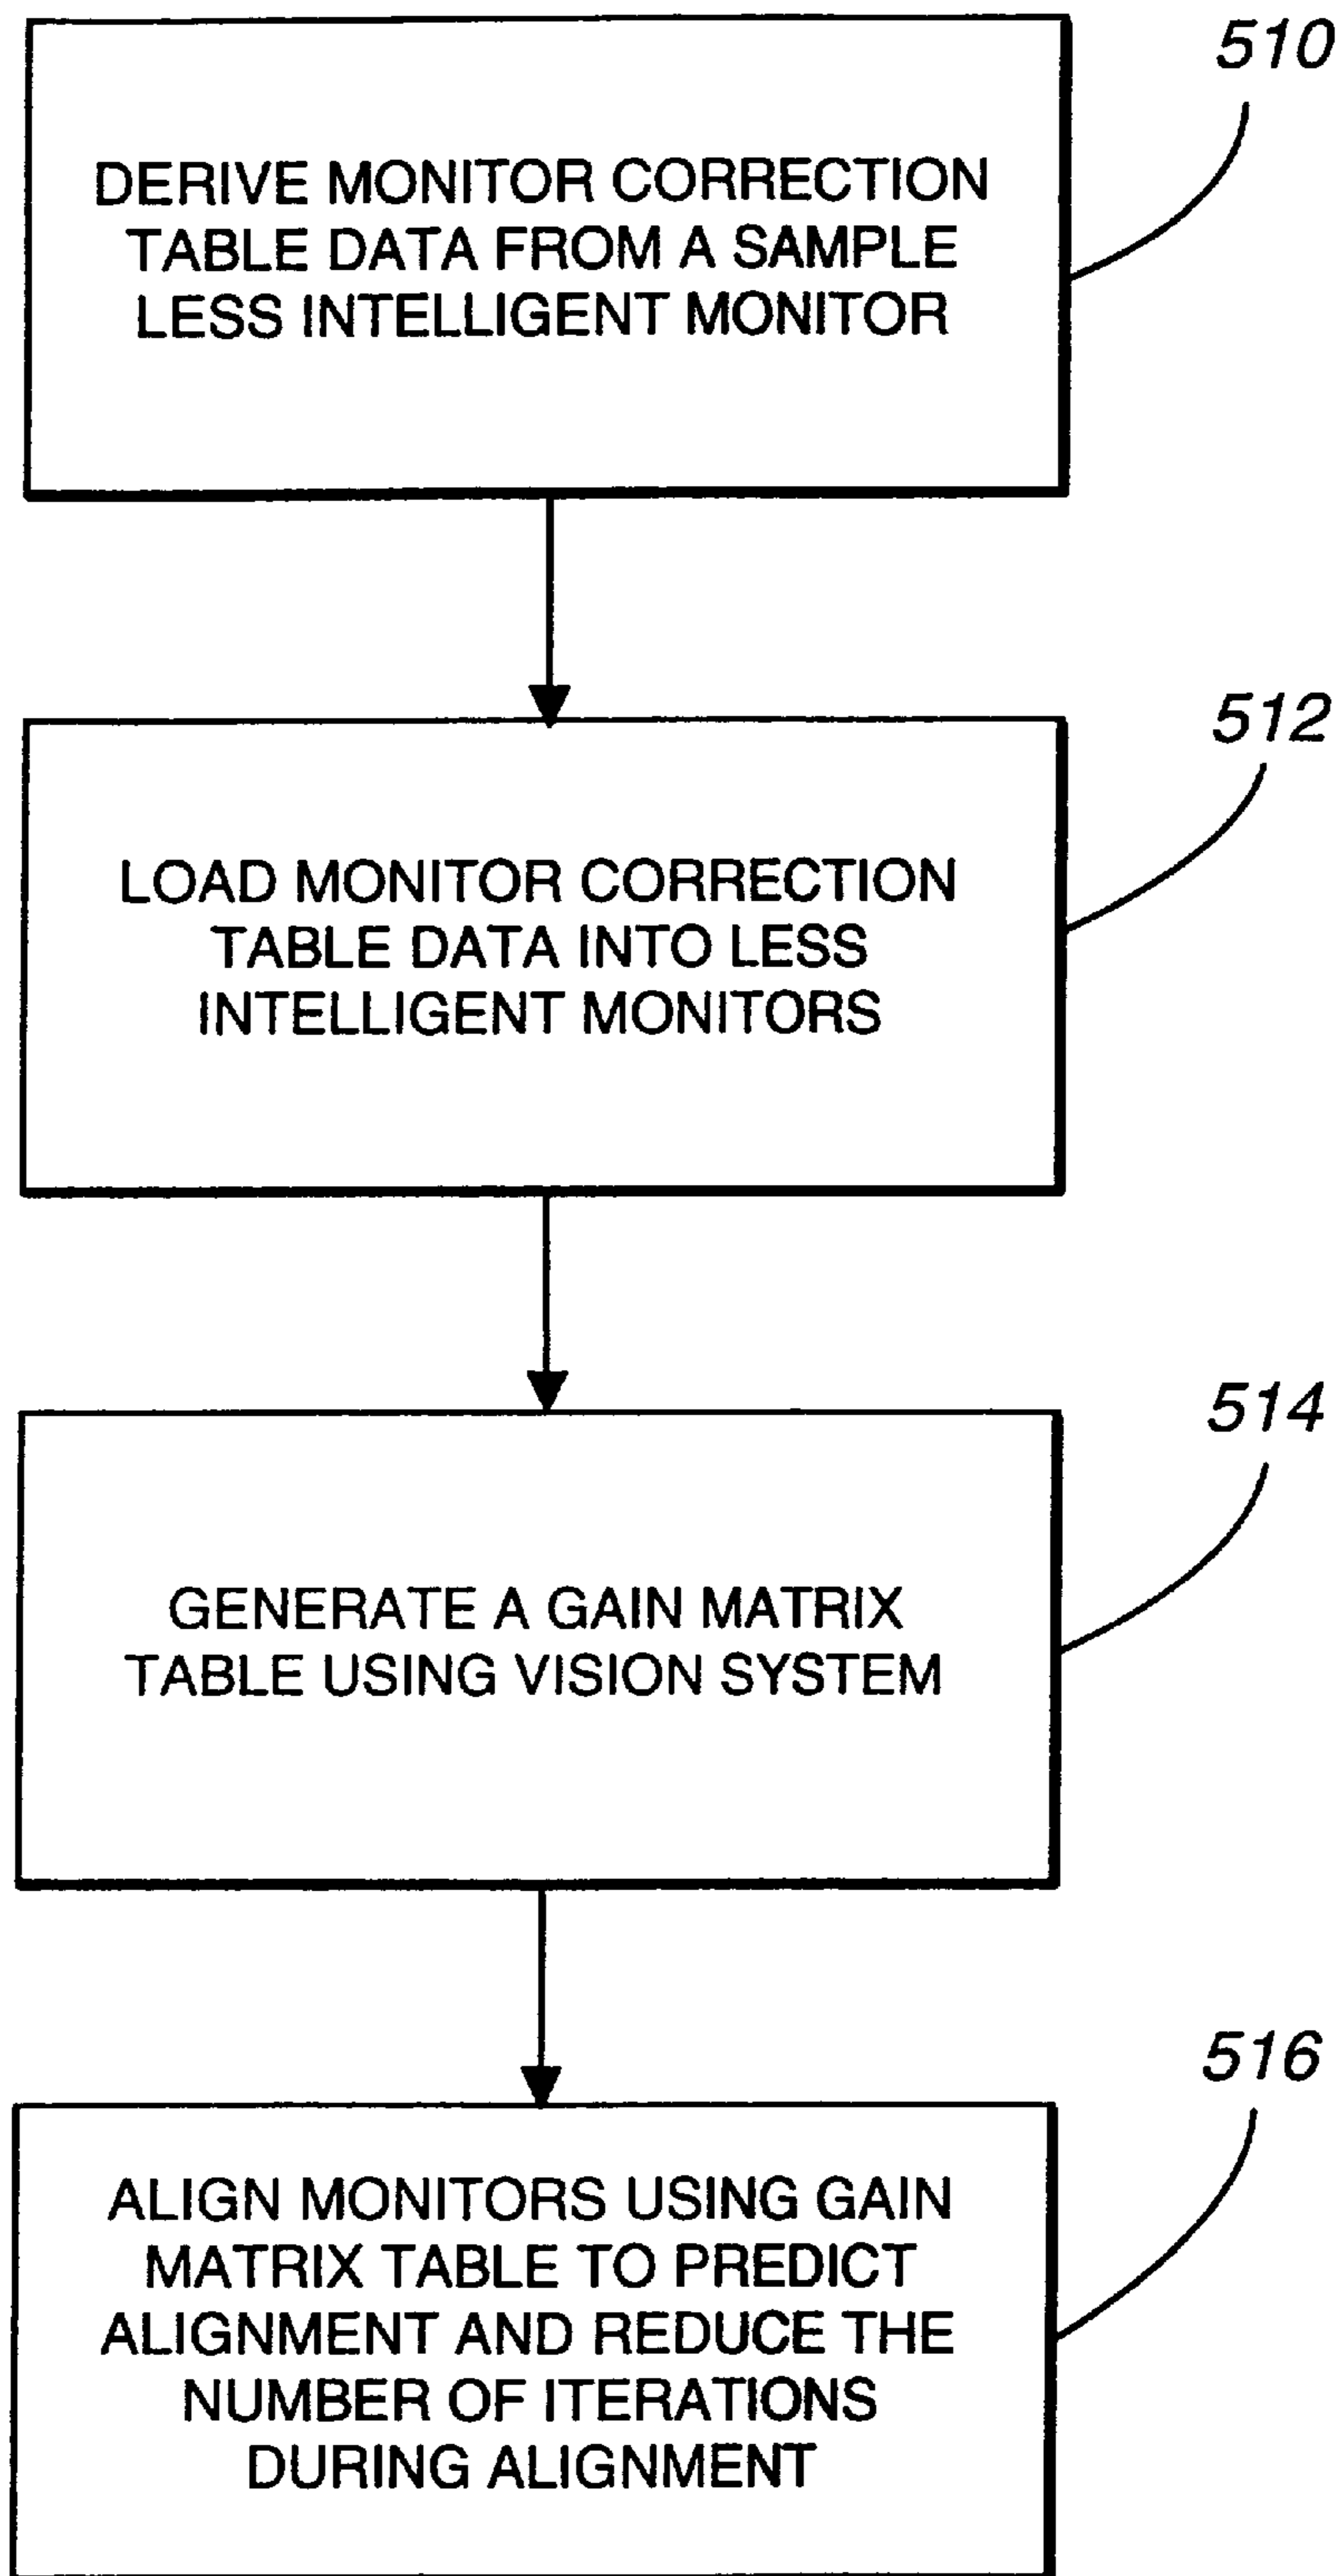 510
DERIVE MONITOR CORRECTION
TABLE DATA FROM A SAMPLE
LESS INTELLIGENT MONITOR
512
LOAD MONITOR CORRECTION
TABLE DATA INTO LESS
INTELLIGENT MONITORS
514
GENERATE A GAIN MATRIX
TABLE USING VISION SYSTEM
516
ALIGN MONITORS USING GAIN
MATRIX TABLE TO PREDICT
ALIGNMENT AND REDUCE THE
NUMBER OF ITERATIONS
DURING ALIGNMENT